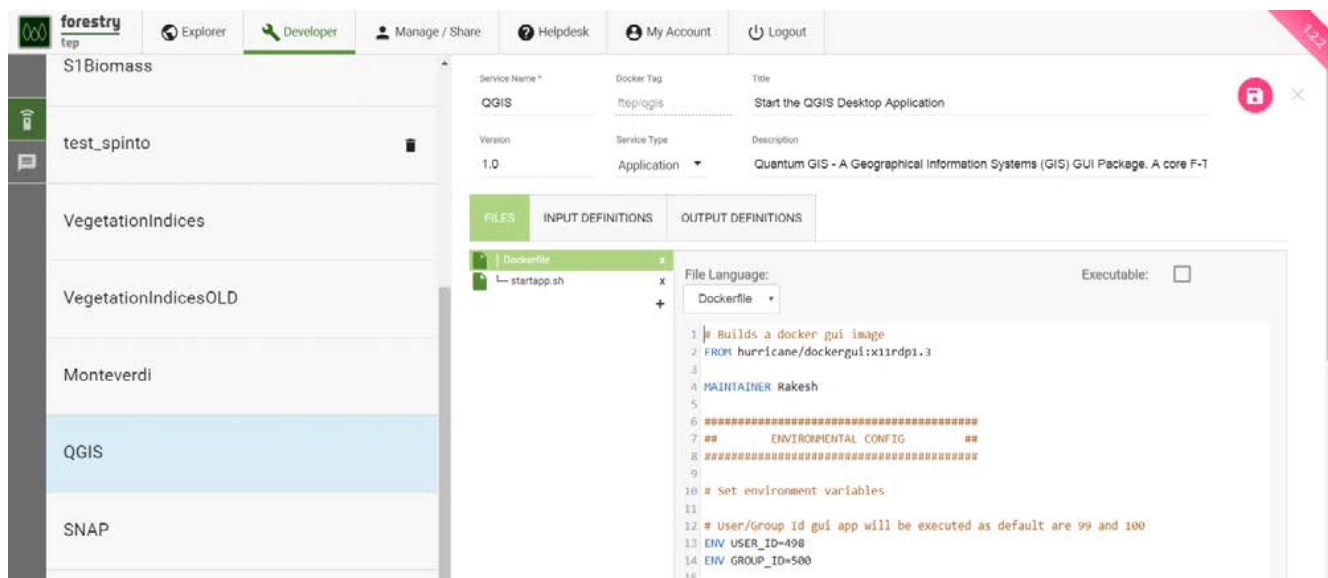 forestry
tep
Explorer
Developer
Manage / Share
Helpdesk
My Account
Logout
1.2.2
S1Biomass
test_spinto
VegetationIndices
VegetationIndicesOLD
Monteverdi
QGIS
SNAP
Service Name *
Docker Tag
Title
QGIS
ftep/qgis
Start the QGIS Desktop Application
Version
Service Type
Description
1.0
Application
Quantum GIS - A Geographical Information Systems (GIS) GUI Package. A core F-T
FILES
INPUT DEFINITIONS
OUTPUT DEFINITIONS
Dockerfile x
startapp.sh x
+
File Language:
Executable:
Dockerfile
1 # Builds a docker gui image
2 FROM hurricane/dockergui:x11rdp1.3
3
4 MAINTAINER Rakesh
5
6 #########################################
7 ## ENVIRONMENTAL CONFIG ##
8 #########################################
9
10 # Set environment variables
11
12 # User/Group Id gui app will be executed as default are 99 and 100
13 ENV USER_ID=498
14 ENV GROUP_ID=500
15